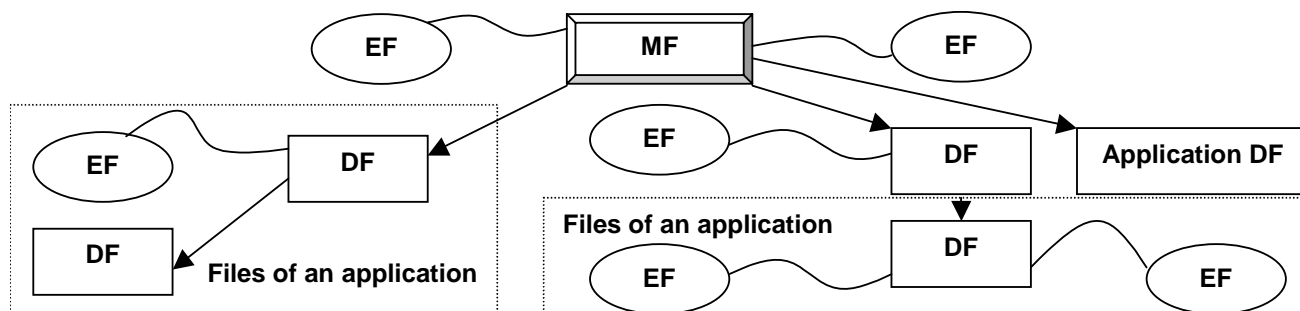 EF
MF
EF
EF
DF
EF
DF
Application DF
DF
Files of an application
Files of an application
DF
EF
EF